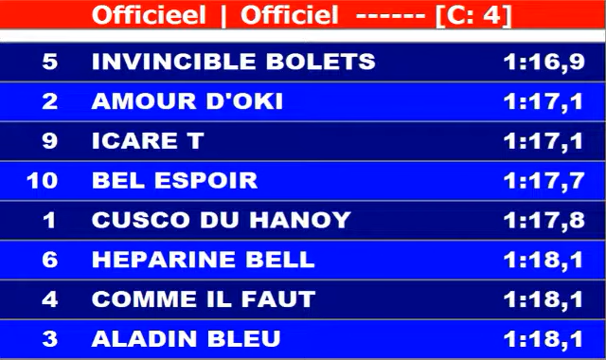 Officieel | Officiel ------ [C: 4]
5 INVINCIBLE BOLETS 1:16,9
2 AMOUR D'OKI 1:17,1
9 ICARE T 1:17,1
10 BEL ESPOIR 1:17,7
1 CUSCO DU HANOY 1:17,8
6 HEPARINE BELL 1:18,1
4 COMME IL FAUT 1:18,1
3 ALADIN BLEU 1:18,1